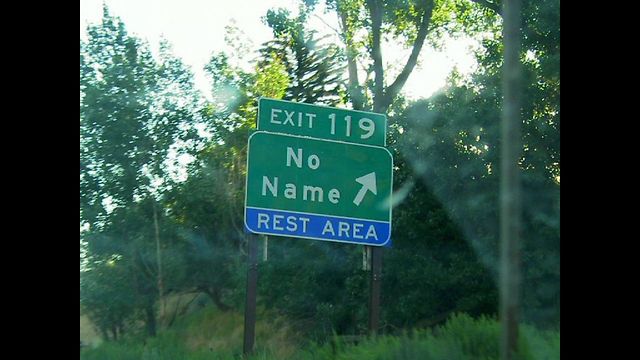 EXIT 119
No
Name
REST AREA